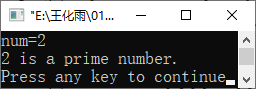 "E:\王化雨\01...
num=2
2 is a prime number.
Press any key to continue